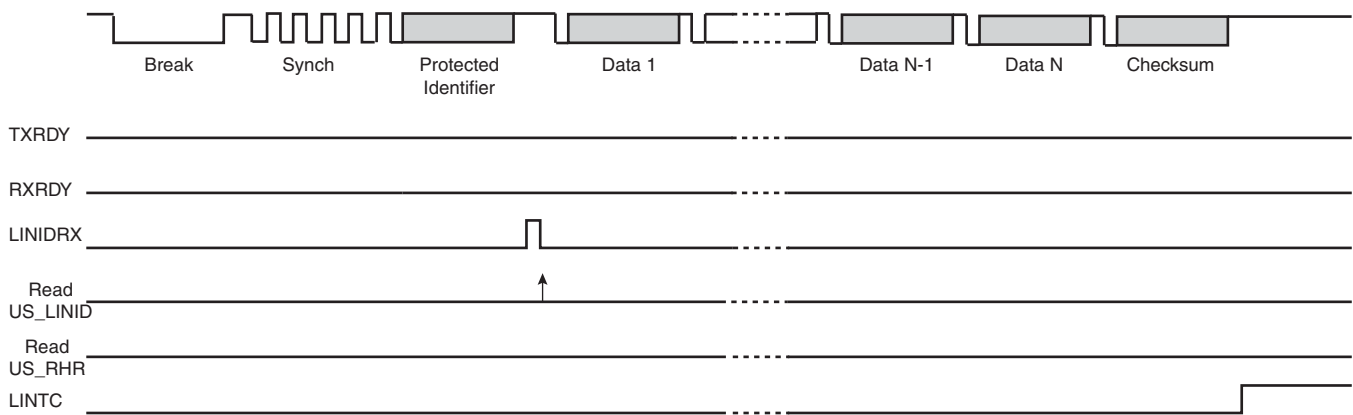 Break
Synch
Protected
Identifier
Data 1
Data N-1
Data N
Checksum
TXRDY
RXRDY
LINIDRX
Read
US_LINID
Read
US_RHR
LINTC